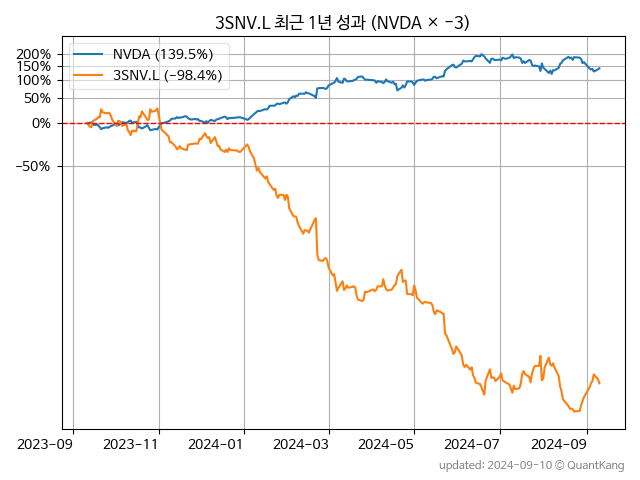 3SNV.L 최근 1년 성과 (NVDA × −3)
NVDA (139.5%)
3SNV.L (−98.4%)
200%
150%
100%
50%
0%
−50%
2023−09 2023−11 2024−01 2024−03 2024−05 2024−07 2024−09
updated: 2024-09-10 © QuantKang